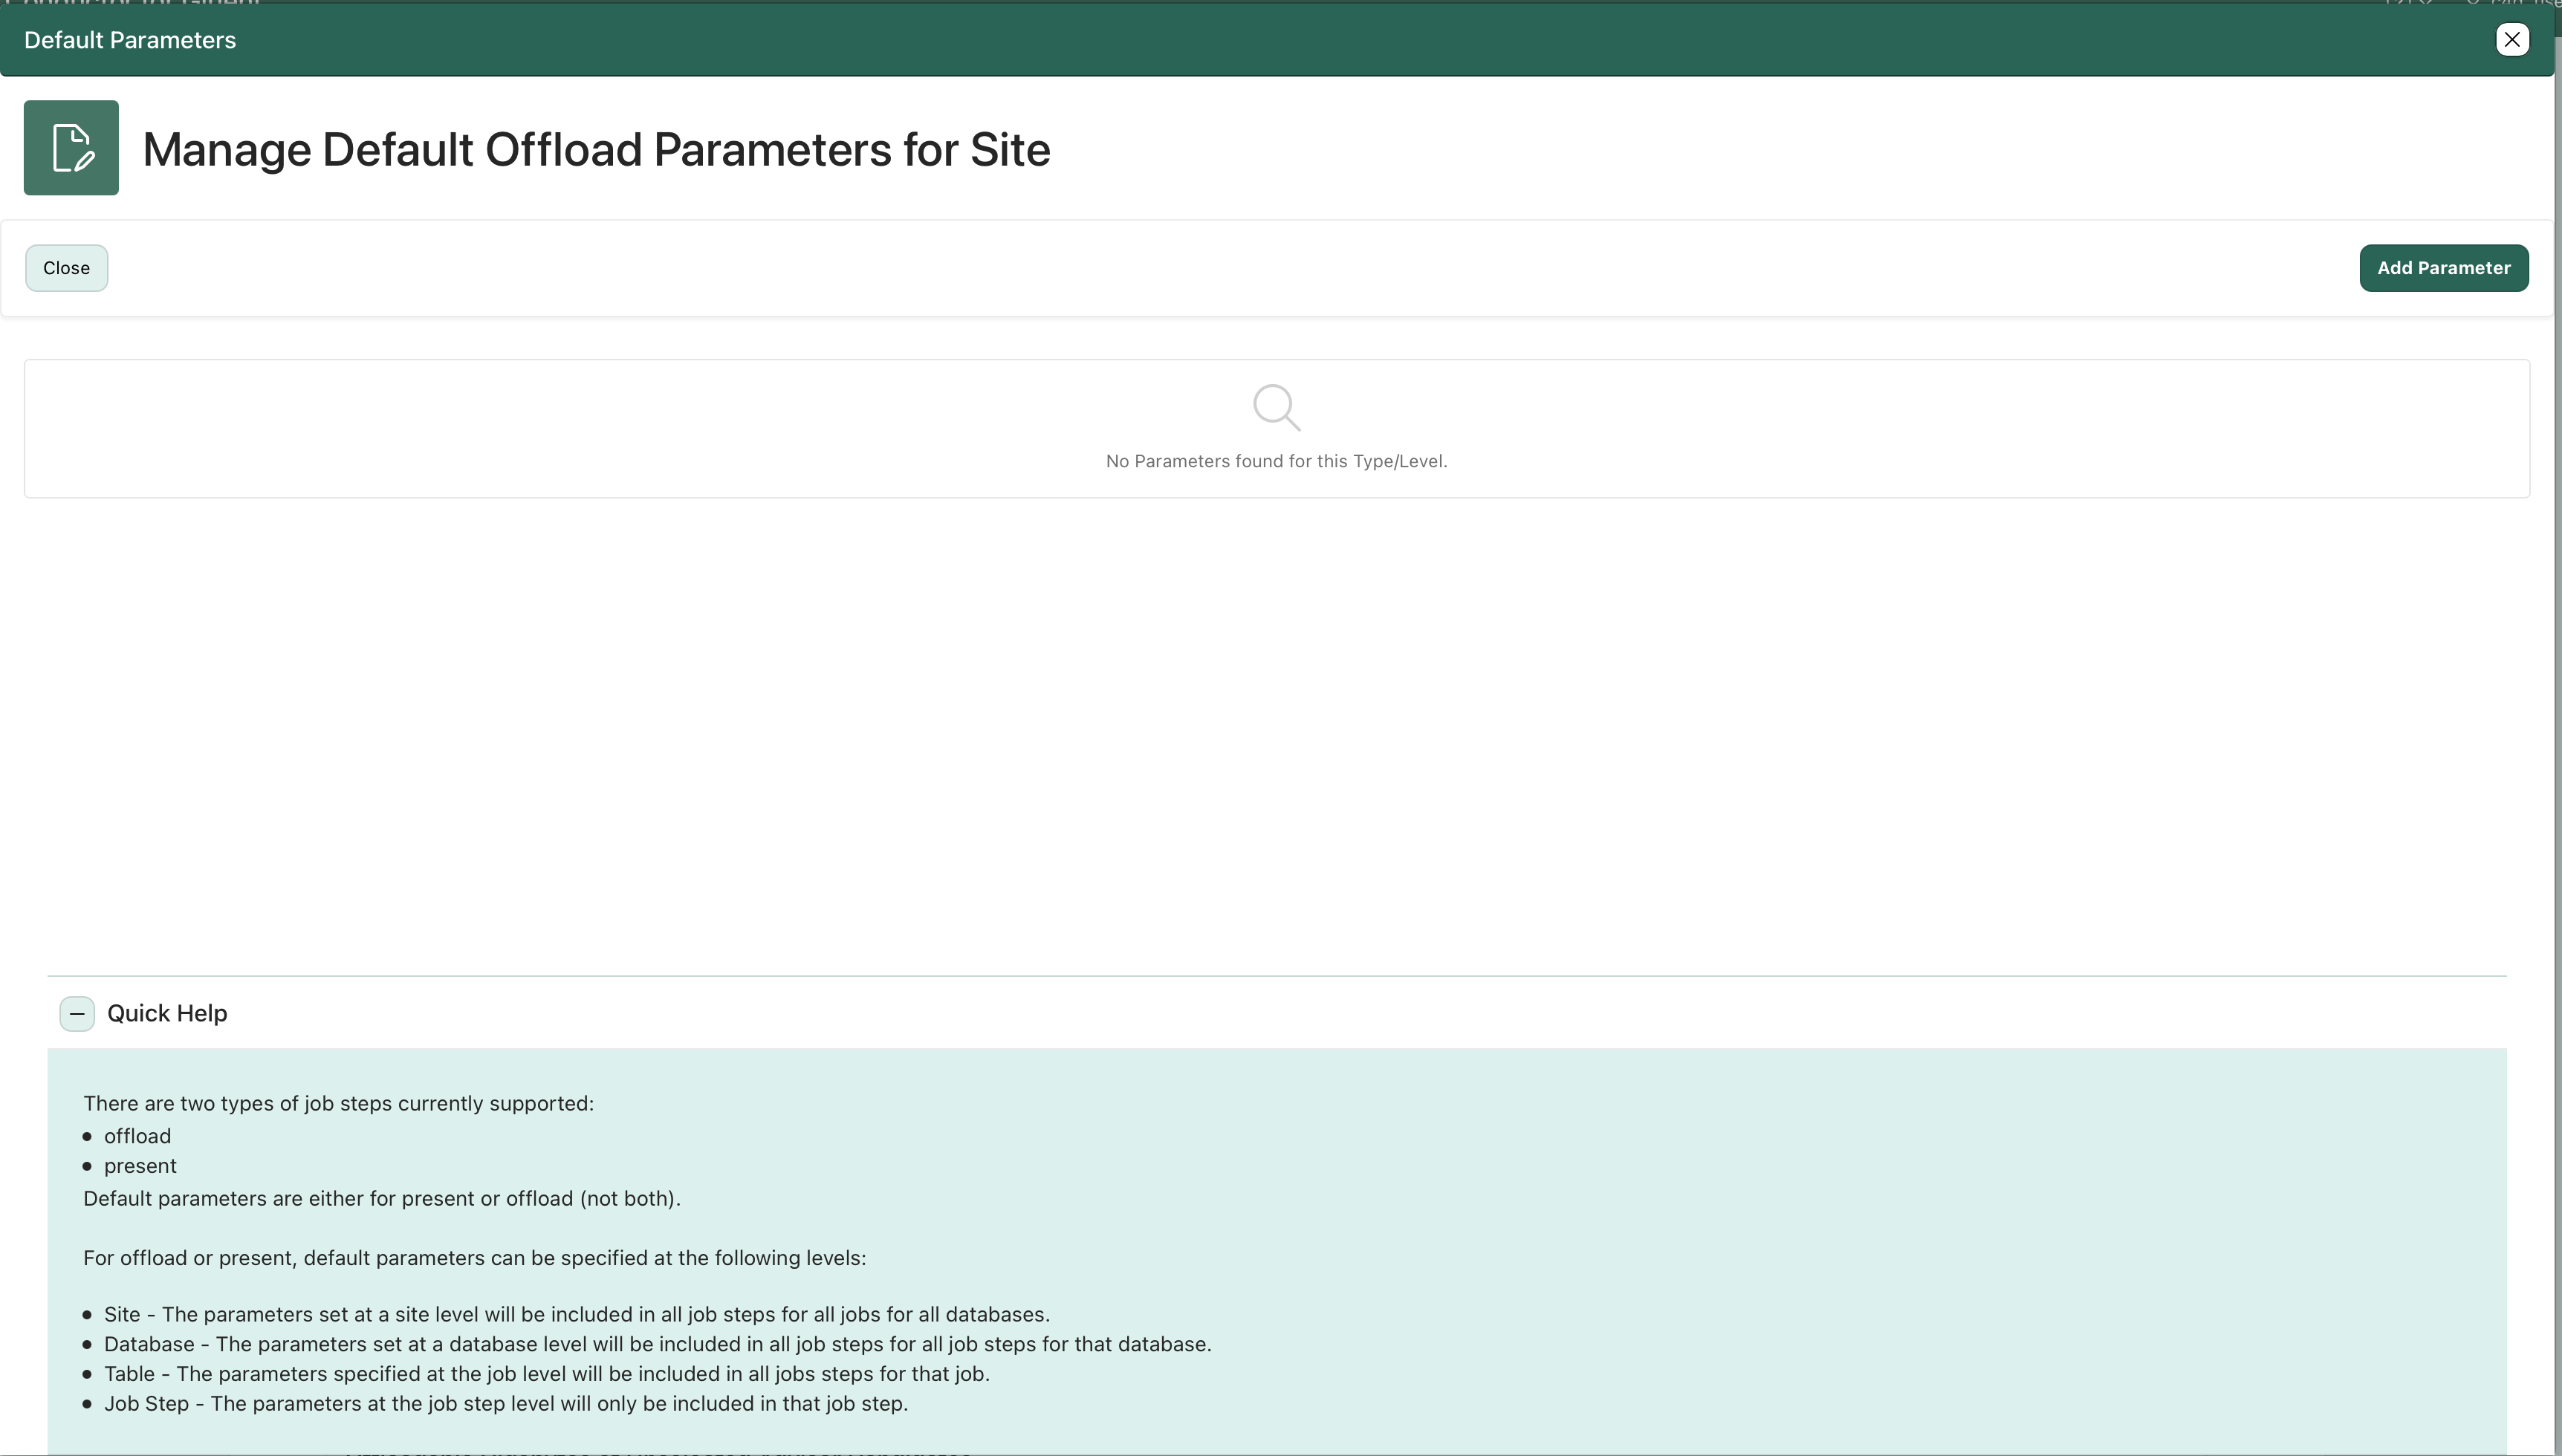 Default Parameters
Manage Default Offload Parameters for Site
Close
Add Parameter
No Parameters found for this Type/Level.
Quick Help
There are two types of job steps currently supported:
offload
present
Default parameters are either for present or offload (not both).
For offload or present, default parameters can be specified at the following levels:
Site - The parameters set at a site level will be included in all job steps for all jobs for all databases.
Database - The parameters set at a database level will be included in all job steps for all job steps for that database.
Table - The parameters specified at the job level will be included in all jobs steps for that job.
Job Step - The parameters at the job step level will only be included in that job step.